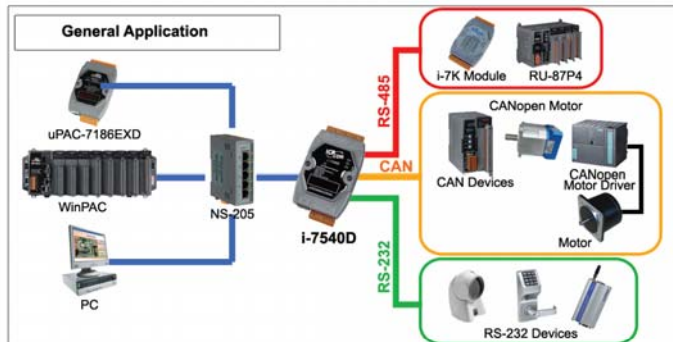 General Application
uPAC-7186EXD
WinPAC
PC
NS-205
i-7540D
RS-485
CAN
RS-232
i-7K Module
RU-87P4
CANopen Motor
CAN Devices
CANopen
Motor Driver
Motor
RS-232 Devices